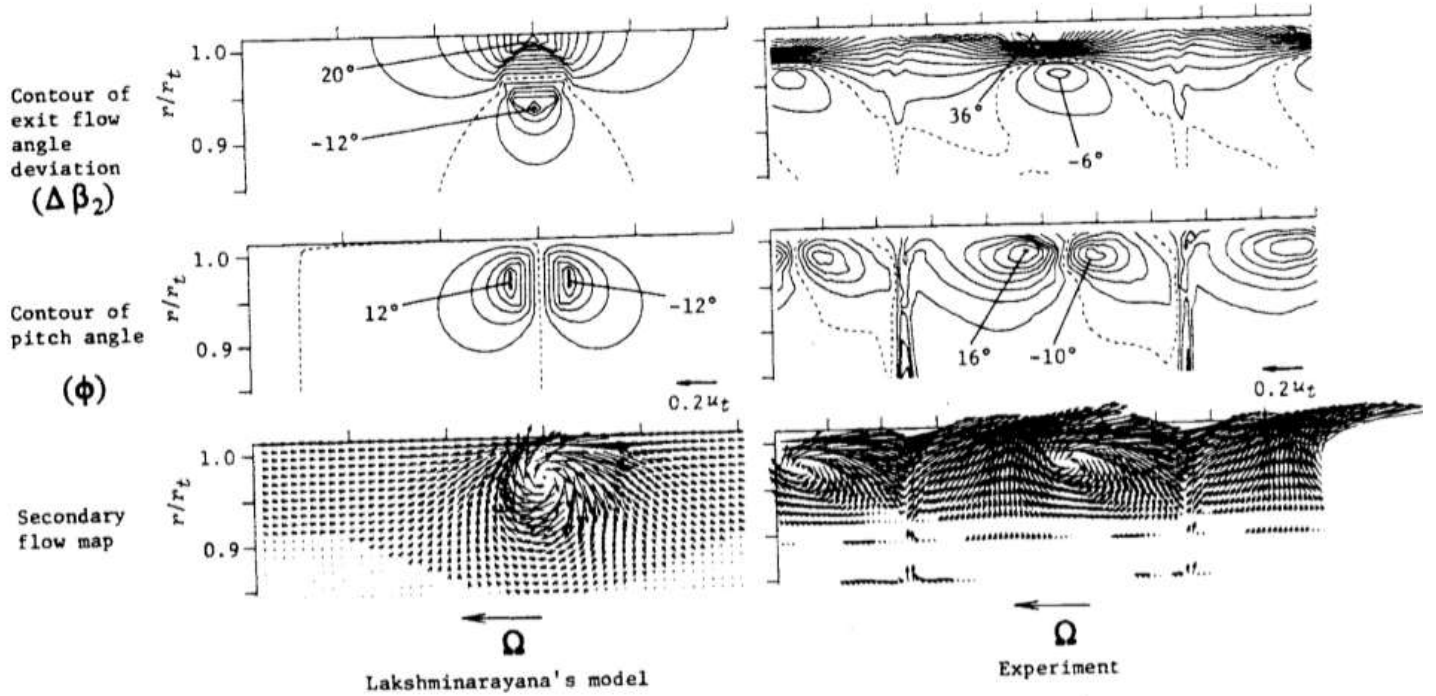 Contour of
exit flow
angle
deviation
(Δβ₂)
r/rₜ
1.0
0.9
20°
-12°
36°
-6°
Contour of
pitch angle
(ϕ)
r/rₜ
1.0
0.9
12°
-12°
0.2uₜ
16°
-10°
0.2uₜ
Secondary
flow map
r/rₜ
1.0
0.9
Ω
Lakshminarayana's model
Ω
Experiment